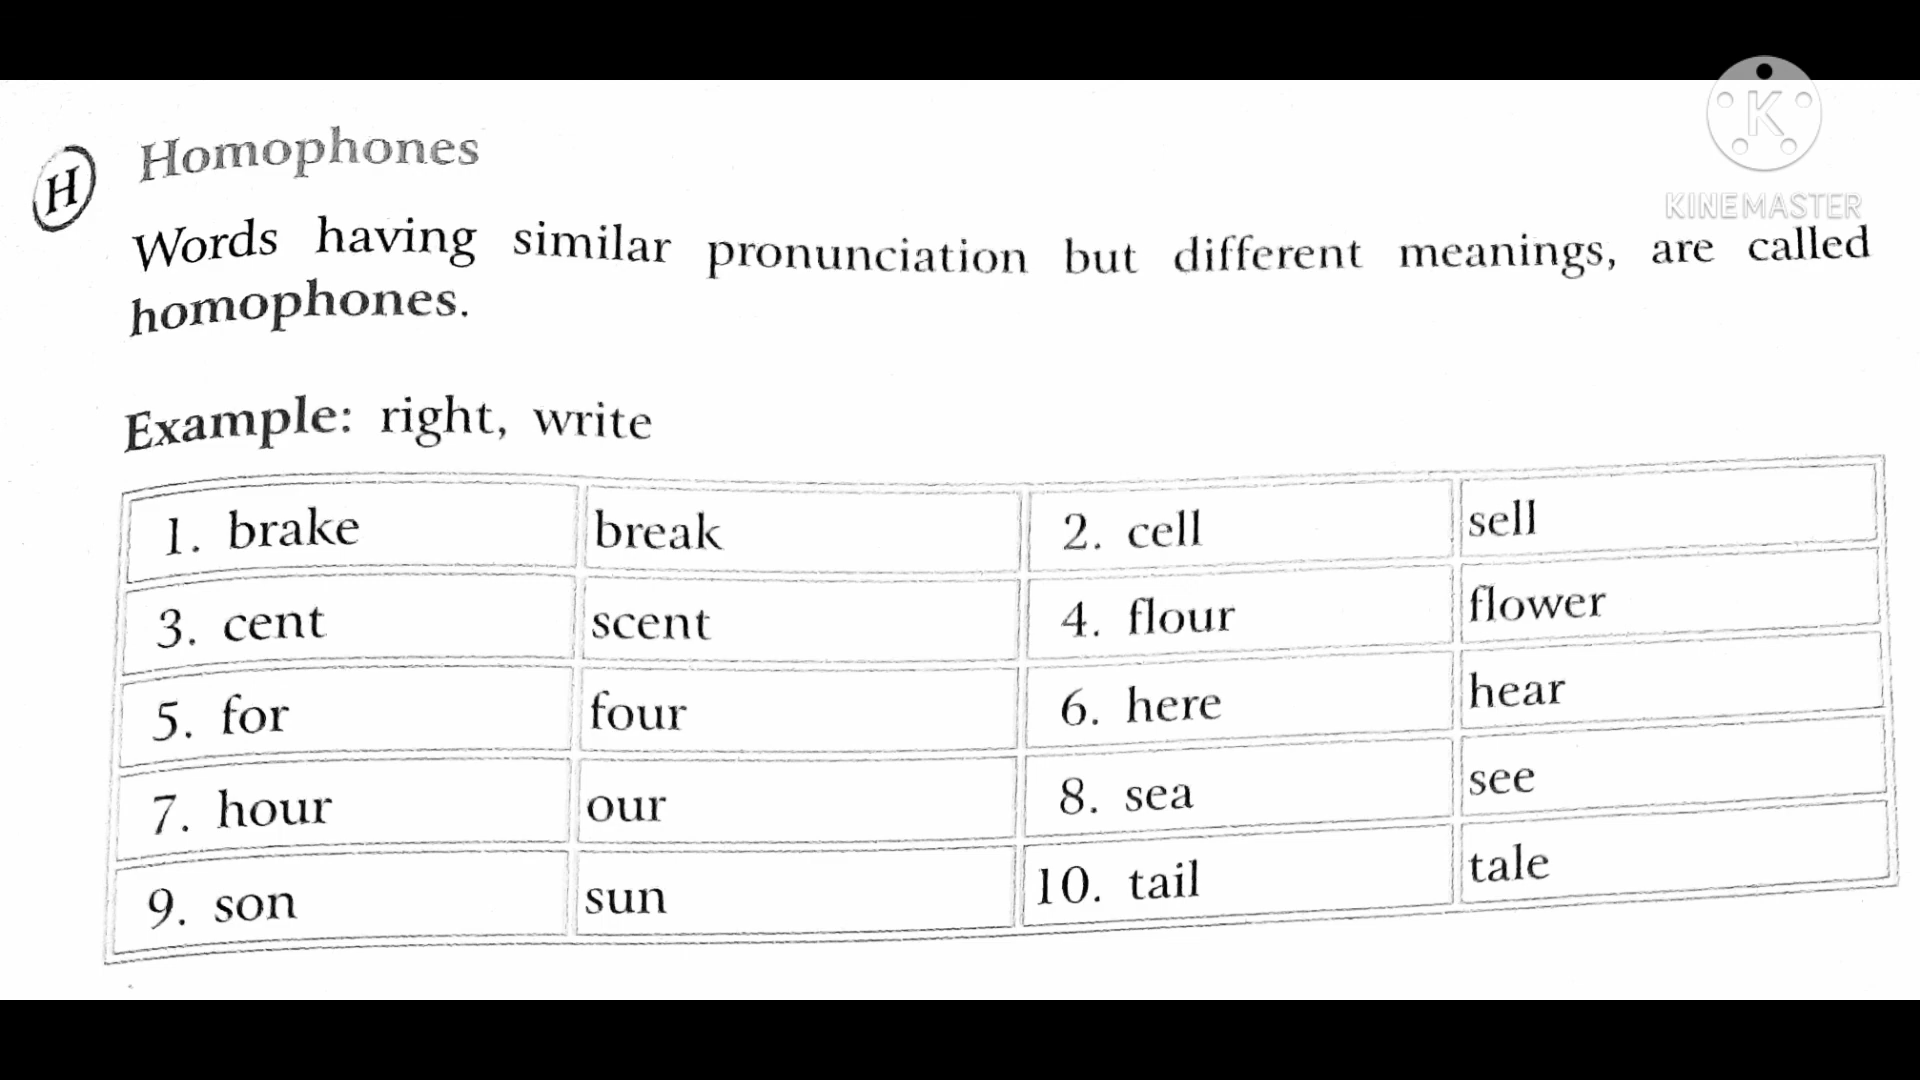 K
KINEMASTER
H Homophones
Words having similar pronunciation but different meanings, are called
homophones.
Example: right, write
1. brake break 2. cell sell
3. cent scent 4. flour flower
5. for four 6. here hear
7. hour our 8. sea see
9. son sun 10. tail tale